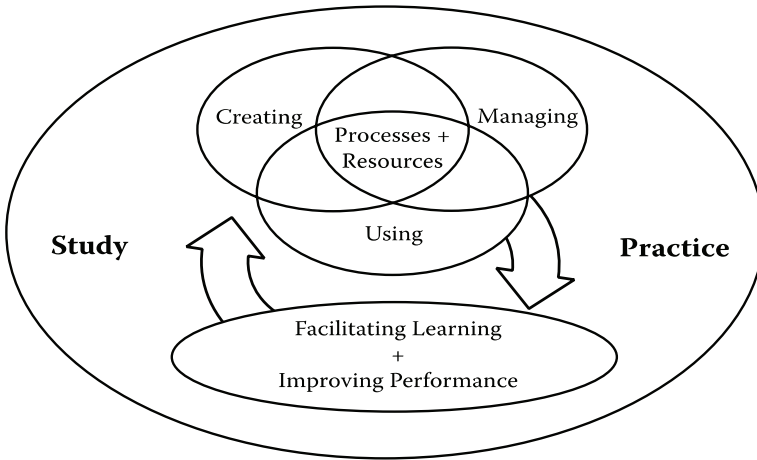 Creating
Managing
Processes +
Resources
Using
Study
Practice
Facilitating Learning
+
Improving Performance